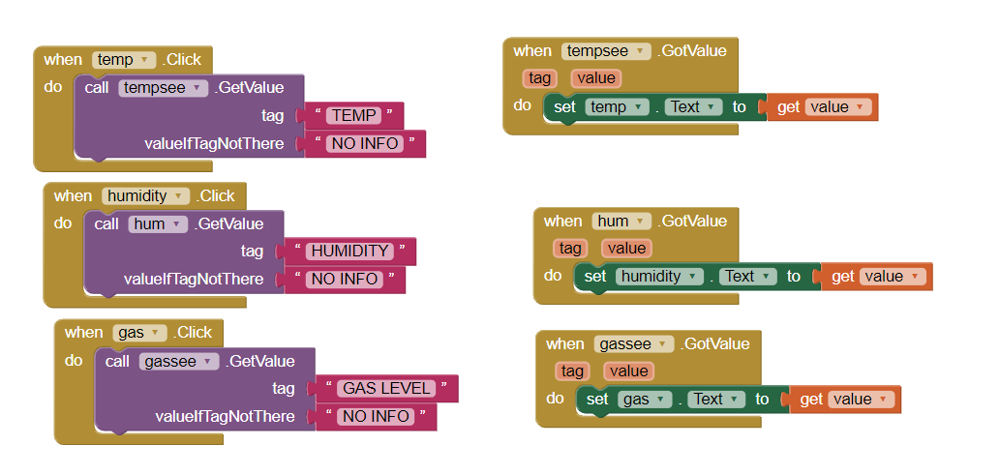 when temp .Click
do call tempsee .GetValue
tag “ TEMP ”
valueIfTagNotThere “ NO INFO ”
when humidity .Click
do call hum .GetValue
tag “ HUMIDITY ”
valueIfTagNotThere “ NO INFO ”
when gas .Click
do call gassee .GetValue
tag “ GAS LEVEL ”
valueIfTagNotThere “ NO INFO ”
when tempsee .GotValue
tag value
do set temp . Text to get value
when hum .GotValue
tag value
do set humidity . Text to get value
when gassee .GotValue
tag value
do set gas . Text to get value